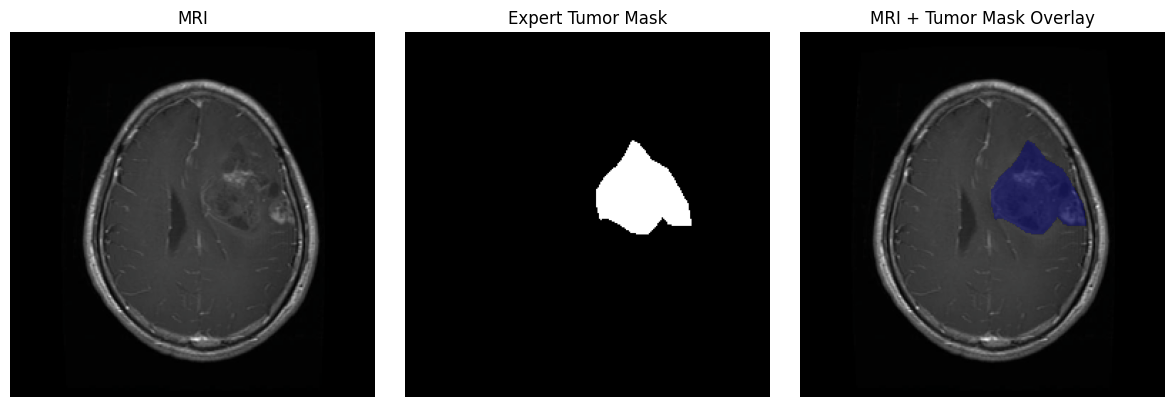 MRI
Expert Tumor Mask
MRI + Tumor Mask Overlay